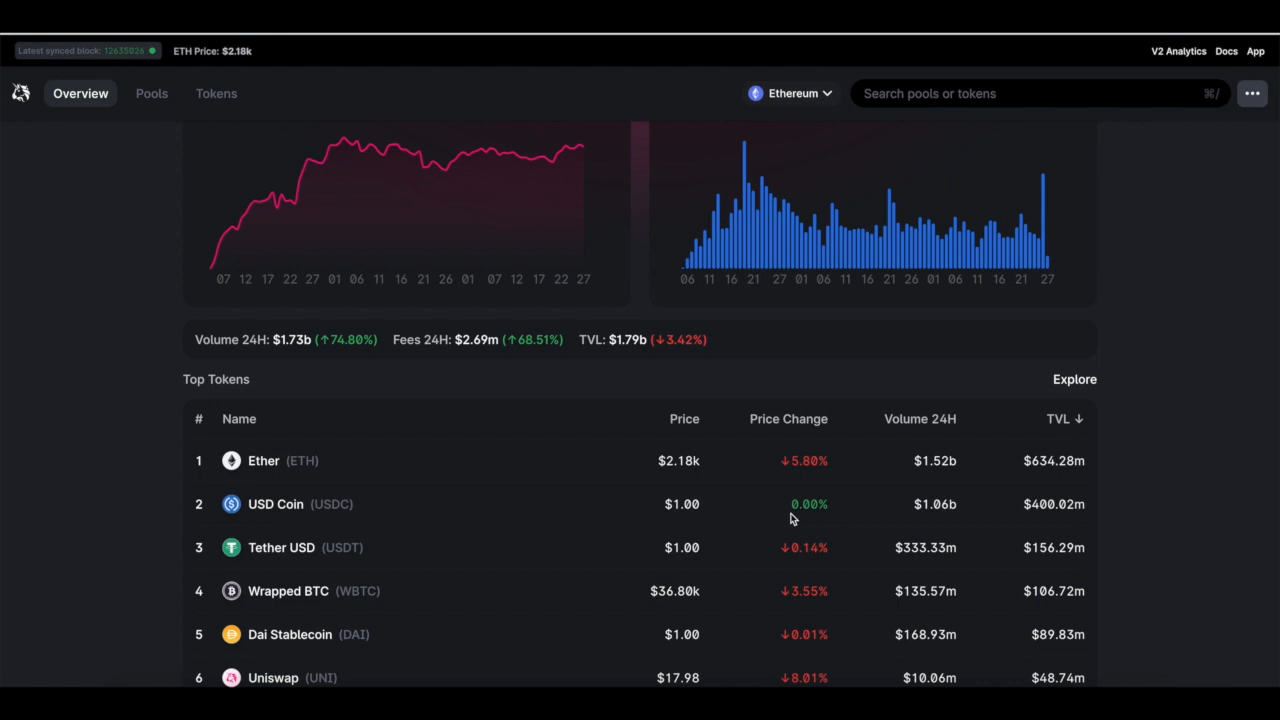 Latest synced block: 12635026 ETH Price: $2.18k V2 Analytics Docs App
Overview Pools Tokens Ethereum Search pools or tokens ⌘/
07 12 17 22 27 01 06 11 16 21 26 01 07 12 17 22 27
06 11 16 21 27 01 06 11 16 21 26 01 06 11 16 21 27
Volume 24H: $1.73b (↑74.80%) Fees 24H: $2.69m (↑68.51%) TVL: $1.79b (↓3.42%)
Top Tokens Explore
# Name Price Price Change Volume 24H TVL ↓
1 Ether (ETH) $2.18k ↓5.80% $1.52b $634.28m
2 USD Coin (USDC) $1.00 0.00% $1.06b $400.02m
3 Tether USD (USDT) $1.00 ↓0.14% $333.33m $156.29m
4 Wrapped BTC (WBTC) $36.80k ↓3.55% $135.57m $106.72m
5 Dai Stablecoin (DAI) $1.00 ↓0.01% $168.93m $89.83m
6 Uniswap (UNI) $17.98 ↓8.01% $10.06m $48.74m